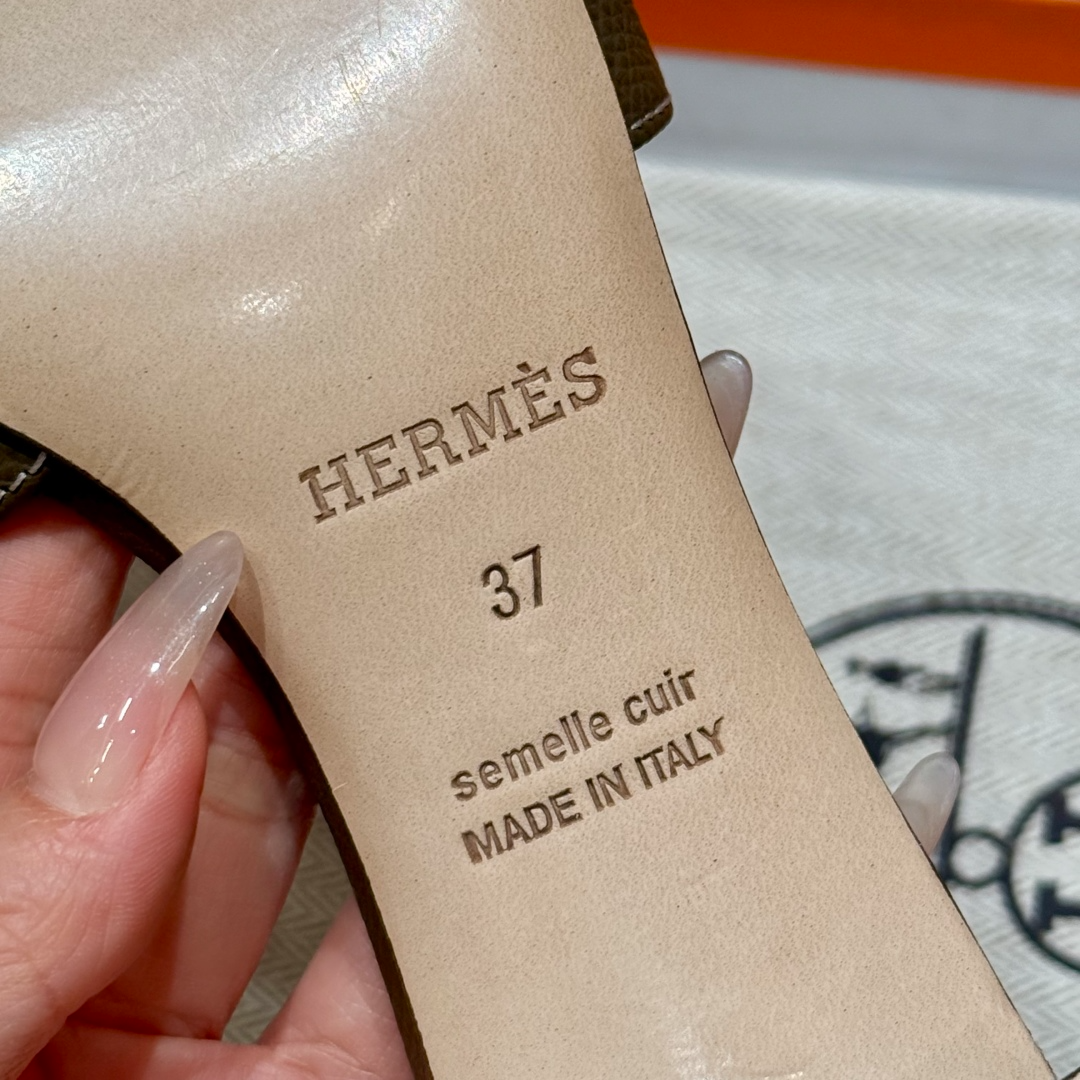 HERMÈS
37
semelle cuir
MADE IN ITALY